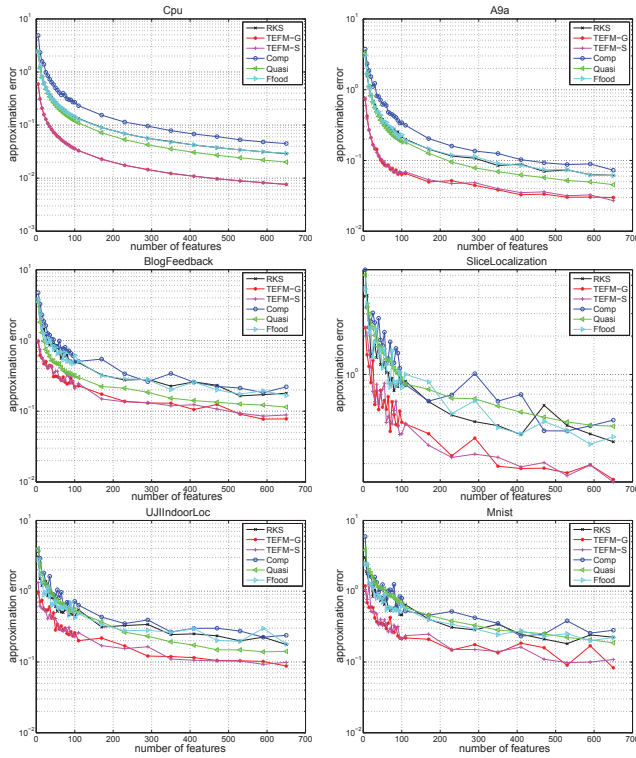 Cpu
10^1
10^0
10^-1
10^-2
10^-3
approximation error
0 100 200 300 400 500 600 700
number of features
RKS
TEFM-G
TEFM-S
Comp
Quasi
Ffood
A9a
10^1
10^0
10^-1
10^-2
approximation error
0 100 200 300 400 500 600 700
number of features
RKS
TEFM-G
TEFM-S
Comp
Quasi
Ffood
BlogFeedback
10^1
10^0
10^-1
10^-2
approximation error
0 100 200 300 400 500 600 700
number of features
RKS
TEFM-G
TEFM-S
Comp
Quasi
Ffood
SliceLocalization
10^0
approximation error
0 100 200 300 400 500 600 700
number of features
RKS
TEFM-G
TEFM-S
Comp
Quasi
Ffood
UJIIndoorLoc
10^1
10^0
10^-1
10^-2
approximation error
0 100 200 300 400 500 600 700
number of features
RKS
TEFM-G
TEFM-S
Comp
Quasi
Ffood
Mnist
10^1
10^0
10^-1
10^-2
approximation error
0 100 200 300 400 500 600 700
number of features
RKS
TEFM-G
TEFM-S
Comp
Quasi
Ffood